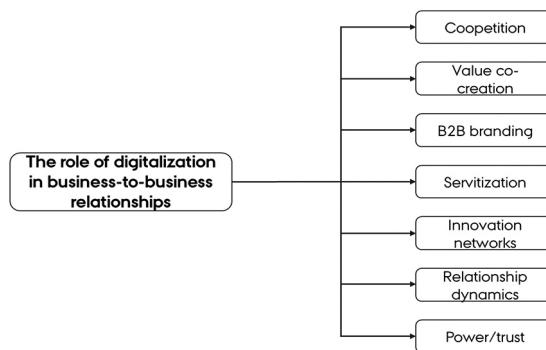 The role of digitalization
in business-to-business
relationships
Coopetition
Value co-
creation
B2B branding
Servitization
Innovation
networks
Relationship
dynamics
Power/trust